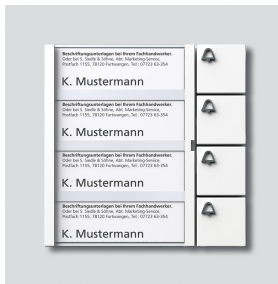 Beschriftungsunterlagen bei Ihrem Fachhandwerker.
Oder bei S. Siedle & Söhne, Abt. Marketing-Service,
Postfach 1155, 78120 Furtwangen, Tel.: 07723 63-354
K. Mustermann
Beschriftungsunterlagen bei Ihrem Fachhandwerker.
Oder bei S. Siedle & Söhne, Abt. Marketing-Service,
Postfach 1155, 78120 Furtwangen, Tel.: 07723 63-354
K. Mustermann
Beschriftungsunterlagen bei Ihrem Fachhandwerker.
Oder bei S. Siedle & Söhne, Abt. Marketing-Service,
Postfach 1155, 78120 Furtwangen, Tel.: 07723 63-354
K. Mustermann
Beschriftungsunterlagen bei Ihrem Fachhandwerker.
Oder bei S. Siedle & Söhne, Abt. Marketing-Service,
Postfach 1155, 78120 Furtwangen, Tel.: 07723 63-354
K. Mustermann